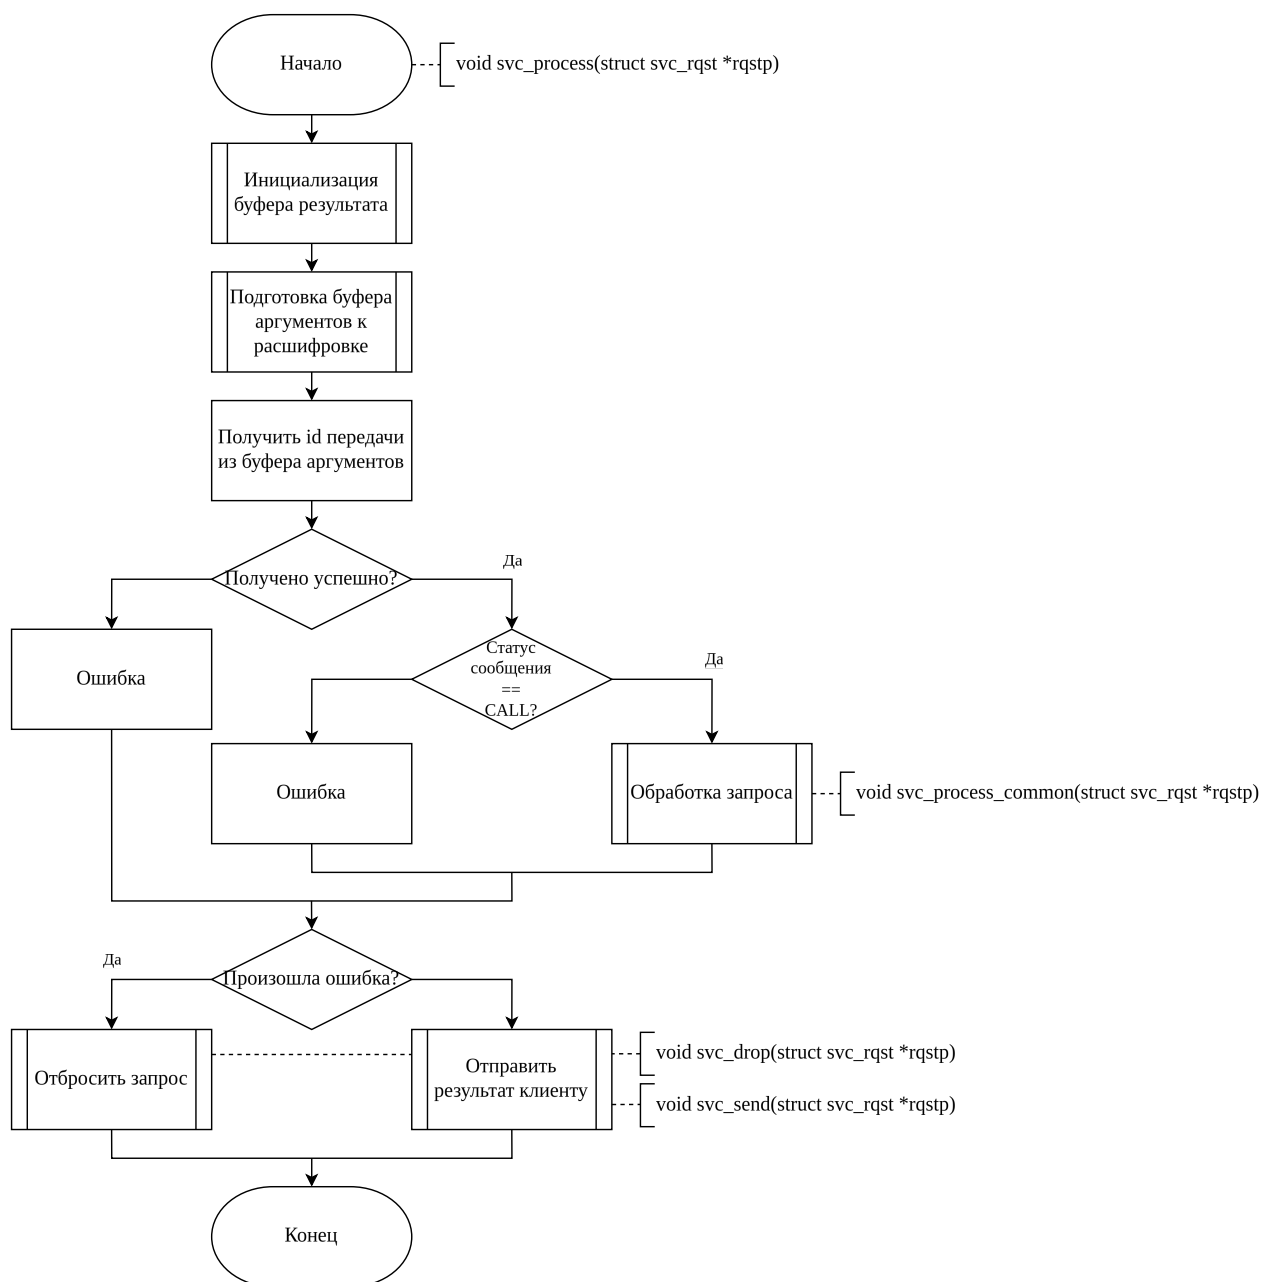 Начало
void svc_process(struct svc_rqst *rqstp)
Инициализация
буфера результата
Подготовка буфера
аргументов к
расшифровке
Получить id передачи
из буфера аргументов
Получено успешно?
Да
Ошибка
Статус
сообщения
==
CALL?
Да
Ошибка
Обработка запроса
void svc_process_common(struct svc_rqst *rqstp)
Произошла ошибка?
Да
Отбросить запрос
Отправить
результат клиенту
void svc_drop(struct svc_rqst *rqstp)
void svc_send(struct svc_rqst *rqstp)
Конец